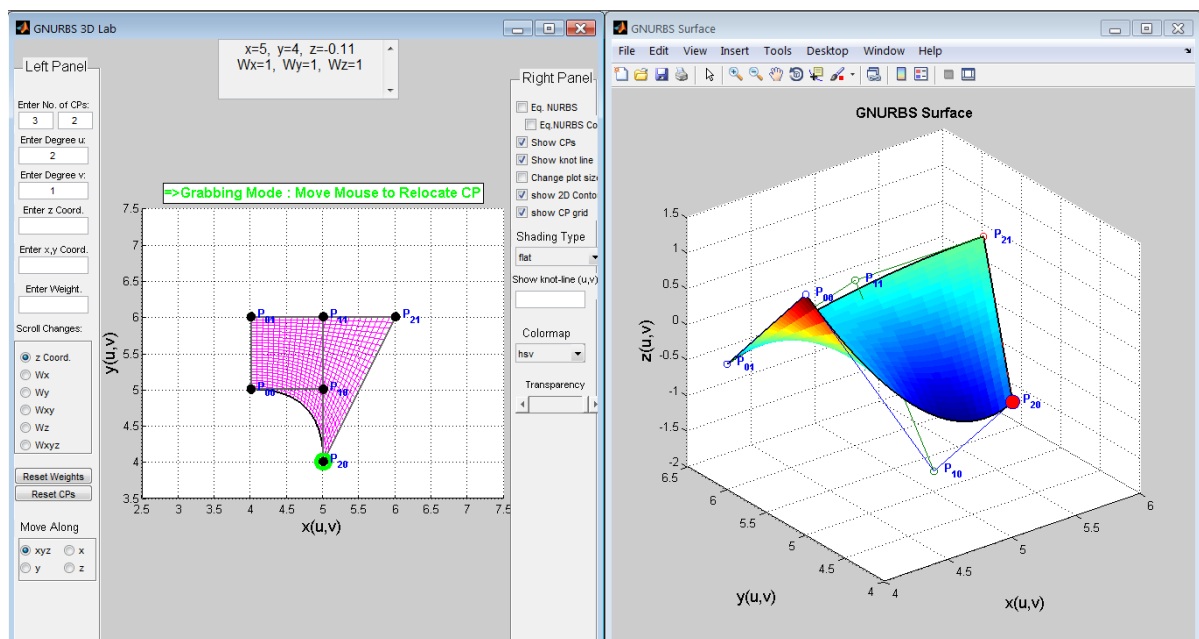 GNURBS 3D Lab
x=5, y=4, z=-0.11
Wx=1, Wy=1, Wz=1
Left Panel
Enter No. of CPs:
3 2
Enter Degree u:
2
Enter Degree v:
1
Enter z Coord.
Enter x,y Coord.
Enter Weight.
Scroll Changes:
z Coord.
Wx
Wy
Wxy
Wz
Wxyz
Reset Weights
Reset CPs
Move Along
xyz x
y z
=>Grabbing Mode : Move Mouse to Relocate CP
7.5
7
6.5
6
5.5
5
4.5
4
3.5
y(u,v)
P01 P11 P21
P00 P10
P20
2.5 3 3.5 4 4.5 5 5.5 6 6.5 7 7.5
x(u,v)
Right Panel
Eq. NURBS
Eq.NURBS Co
Show CPs
Show knot line
Change plot size
show 2D Contou
show CP grid
Shading Type
flat
Show knot-line (u,v)
Colormap
hsv
Transparency
GNURBS Surface
File Edit View Insert Tools Desktop Window Help
GNURBS Surface
1.5
1
0.5
0
-0.5
-1
-1.5
-2
z(u,v)
P21
P11
P00
P01
P20
P10
6.5
6
5.5
5
4.5
4
y(u,v)
4
4.5
5
5.5
6
x(u,v)